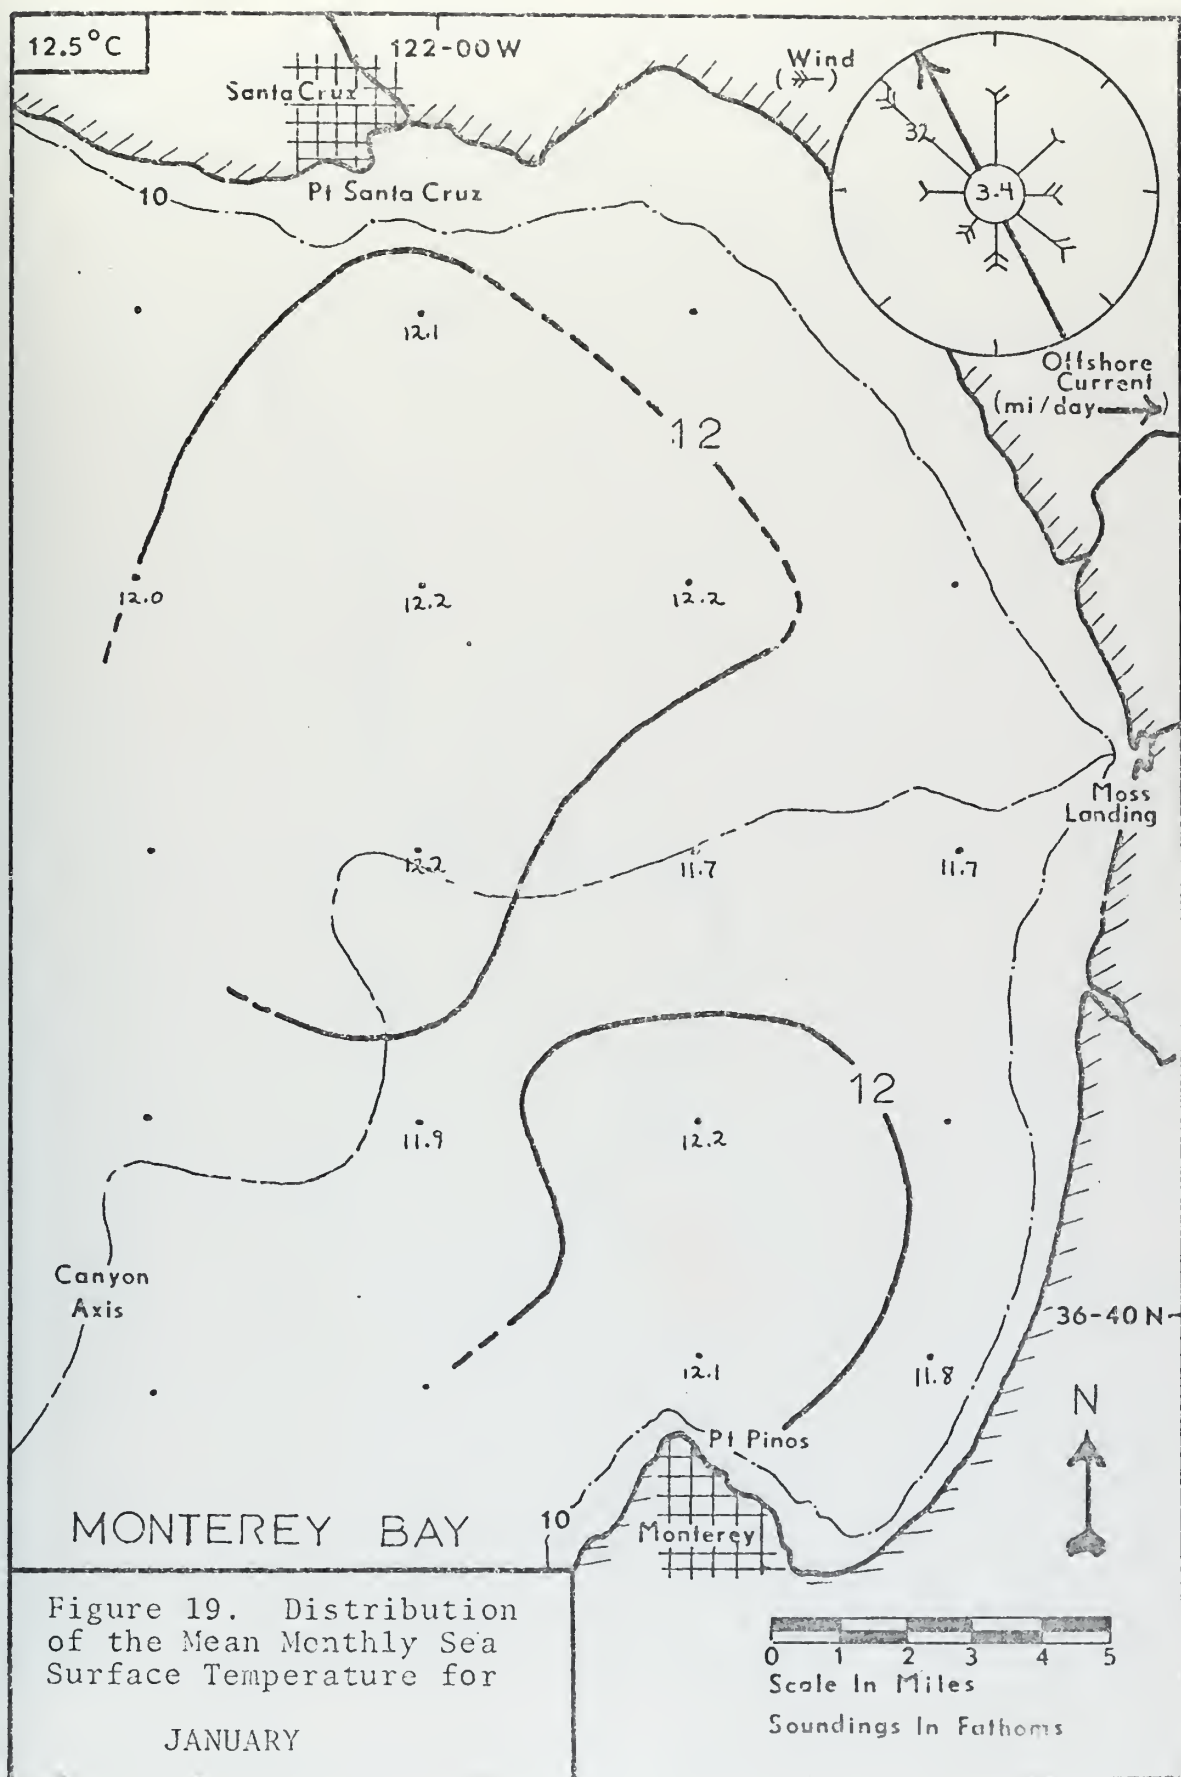 12.5°C
122-00W
Wind
Santa Cruz
32
Pt Santa Cruz
10
3.4
12.1
Offshore
Current
(mi/day
12
12.0
12.2
12.2
Moss
Landing
12.2
11.7
11.7
12
11.9
12.2
Canyon
Axis
36-40N
12.1
11.8
N
Pt Pinos
MONTEREY BAY
10
Monterey
Figure 19. Distribution
of the Mean Monthly Sea
Surface Temperature for
JANUARY
0 1 2 3 4 5
Scale In Miles
Soundings In Fathoms